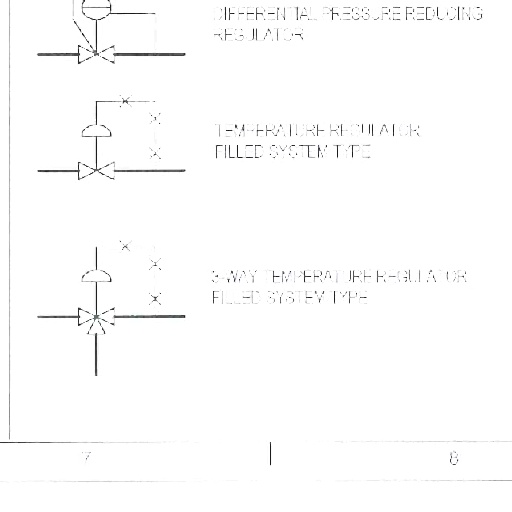 DIFFERENTIAL PRESSURE REDUCING
REGULATOR
TEMPERATURE REGULATOR
FILLED SYSTEM TYPE
3-WAY TEMPERATURE REGULATOR
FILLED SYSTEM TYPE
7
8